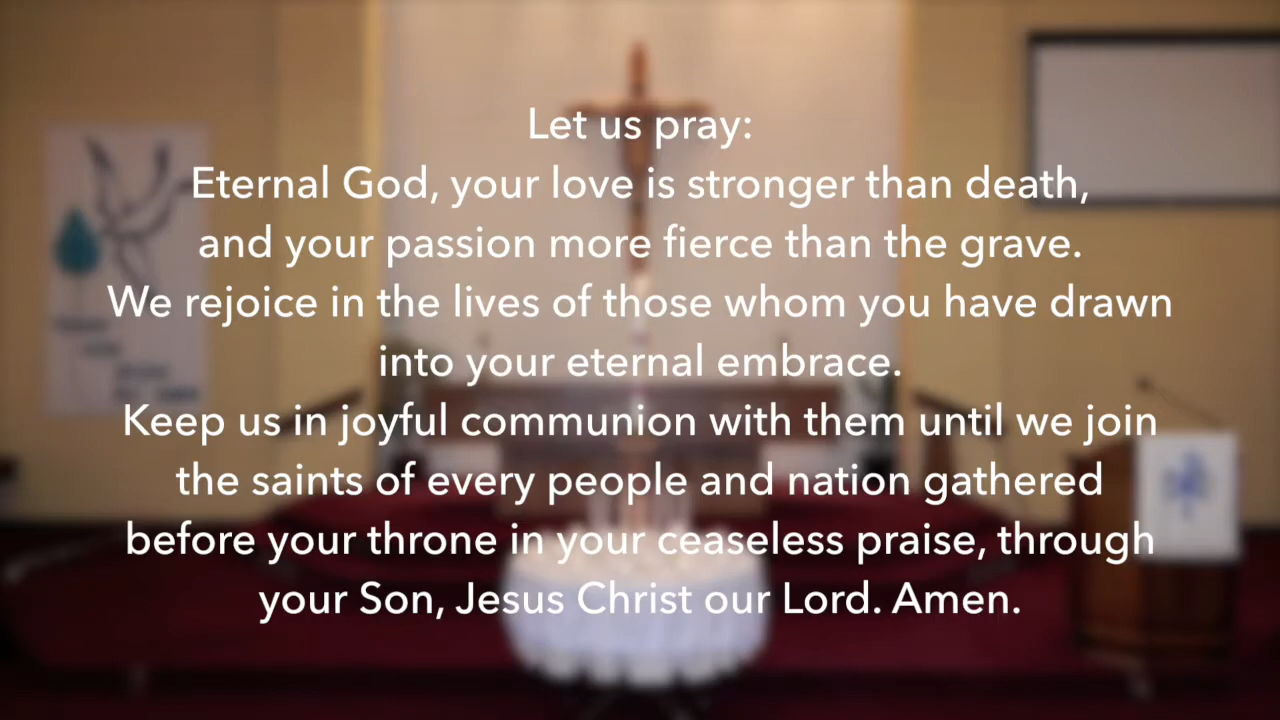 Let us pray:
Eternal God, your love is stronger than death,
and your passion more fierce than the grave.
We rejoice in the lives of those whom you have drawn
into your eternal embrace.
Keep us in joyful communion with them until we join
the saints of every people and nation gathered
before your throne in your ceaseless praise, through
your Son, Jesus Christ our Lord. Amen.